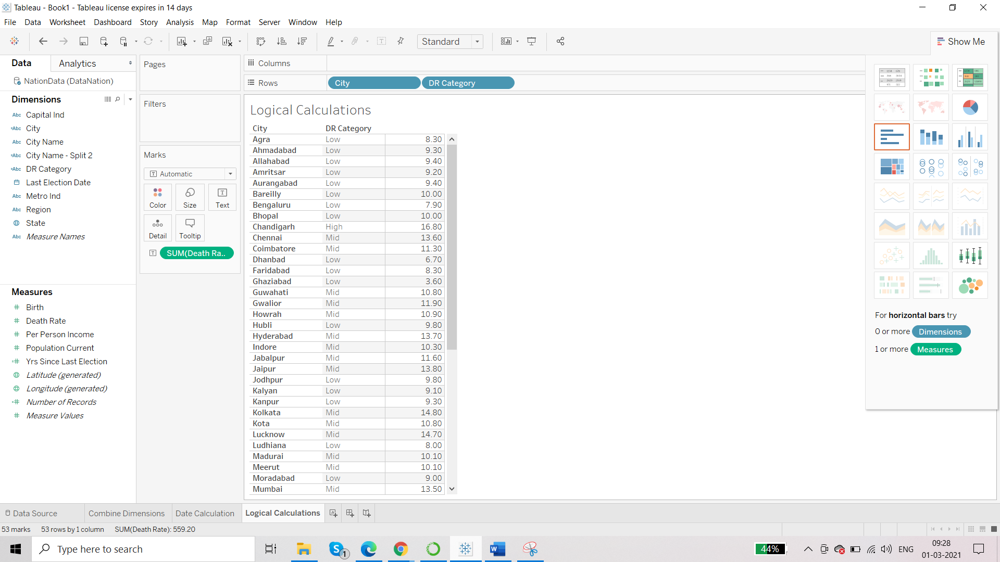 Tableau - Book1 - Tableau license expires in 14 days
File Data Worksheet Dashboard Story Analysis Map Format Server Window Help
Standard
Show Me
Data Analytics
NationData (DataNation)
Dimensions
Abc Capital Ind
=Abc City
Abc City Name
=Abc City Name - Split 2
=Abc DR Category
Last Election Date
Abc Metro Ind
Abc Region
State
Abc Measure Names
Measures
# Birth
# Death Rate
# Per Person Income
# Population Current
=# Yrs Since Last Election
Latitude (generated)
Longitude (generated)
=# Number of Records
# Measure Values
Pages
Filters
Marks
Automatic
Color Size Text
Detail Tooltip
SUM(Death Ra..
Columns
Rows City DR Category
Logical Calculations
City DR Category
Agra Low 8.30
Ahmadabad Low 9.30
Allahabad Low 9.40
Amritsar Low 9.20
Aurangabad Low 9.40
Bareilly Low 10.00
Bengaluru Low 7.90
Bhopal Low 10.00
Chandigarh High 16.80
Chennai Mid 13.60
Coimbatore Mid 11.30
Dhanbad Low 6.70
Faridabad Low 8.30
Ghaziabad Low 3.60
Guwahati Mid 10.80
Gwalior Mid 11.90
Howrah Mid 10.90
Hubli Low 9.80
Hyderabad Mid 13.70
Indore Mid 10.30
Jabalpur Mid 11.60
Jaipur Mid 13.80
Jodhpur Low 9.80
Kalyan Low 9.10
Kanpur Low 9.30
Kolkata Mid 14.80
Kota Mid 10.80
Lucknow Mid 14.70
Ludhiana Low 8.00
Madurai Mid 10.10
Meerut Mid 10.10
Moradabad Low 9.00
Mumbai Mid 13.50
For horizontal bars try
0 or more Dimensions
1 or more Measures
Data Source Combine Dimensions Date Calculation Logical Calculations
53 marks 53 rows by 1 column SUM(Death Rate): 559.20
Type here to search
1
44%
ENG
09:28
01-03-2021